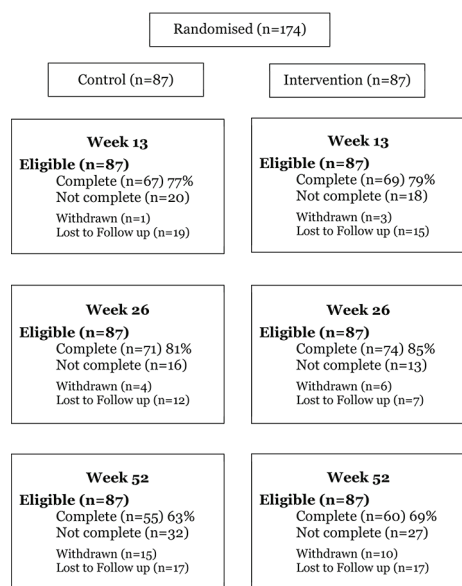 Randomised (n=174)
Control (n=87)
Intervention (n=87)
Week 13
Eligible (n=87)
Complete (n=67) 77%
Not complete (n=20)
Withdrawn (n=1)
Lost to Follow up (n=19)
Week 13
Eligible (n=87)
Complete (n=69) 79%
Not complete (n=18)
Withdrawn (n=3)
Lost to Follow up (n=15)
Week 26
Eligible (n=87)
Complete (n=71) 81%
Not complete (n=16)
Withdrawn (n=4)
Lost to Follow up (n=12)
Week 26
Eligible (n=87)
Complete (n=74) 85%
Not complete (n=13)
Withdrawn (n=6)
Lost to Follow up (n=7)
Week 52
Eligible (n=87)
Complete (n=55) 63%
Not complete (n=32)
Withdrawn (n=15)
Lost to Follow up (n=17)
Week 52
Eligible (n=87)
Complete (n=60) 69%
Not complete (n=27)
Withdrawn (n=10)
Lost to Follow up (n=17)